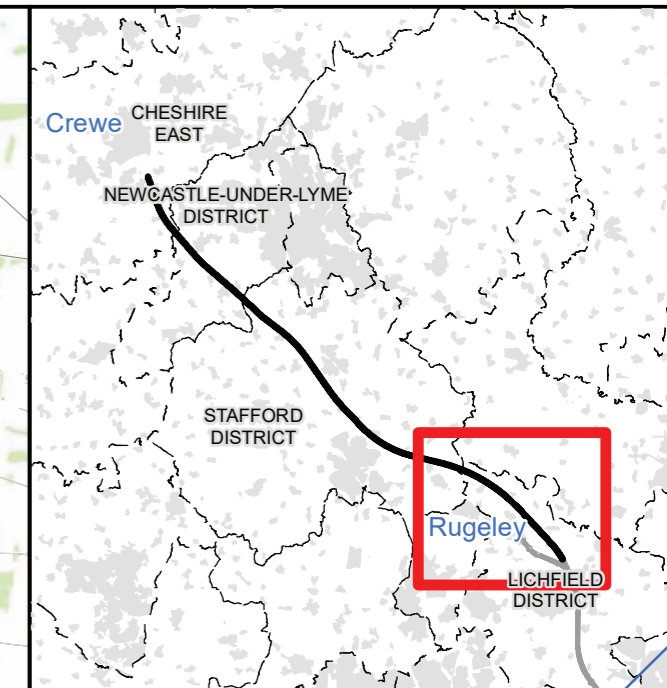 Crewe
CHESHIRE
EAST
NEWCASTLE-UNDER-LYME
DISTRICT
STAFFORD
DISTRICT
Rugeley
LICHFIELD
DISTRICT